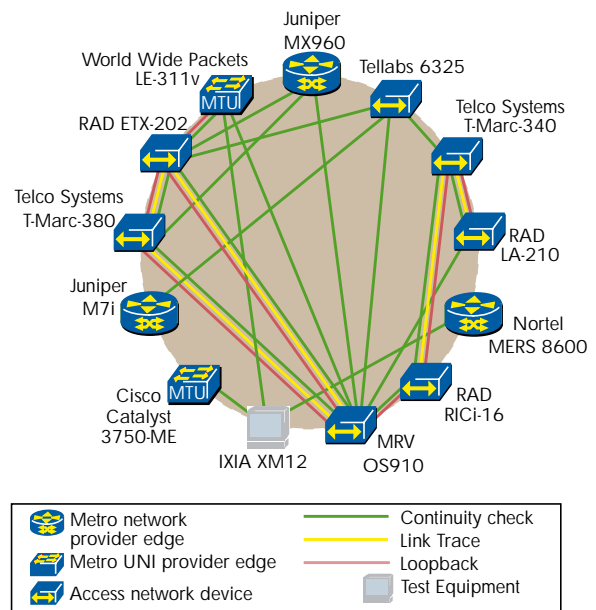 Juniper
MX960
World Wide Packets
LE-311v
MTU
Tellabs 6325
Telco Systems
T-Marc-340
RAD ETX-202
Telco Systems
T-Marc-380
RAD
LA-210
Juniper
M7i
Nortel
MERS 8600
MTU
Cisco
Catalyst
3750-ME
RAD
RICi-16
IXIA XM12
MRV
OS910
Metro network
provider edge
Metro UNI provider edge
Access network device
Continuity check
Link Trace
Loopback
Test Equipment